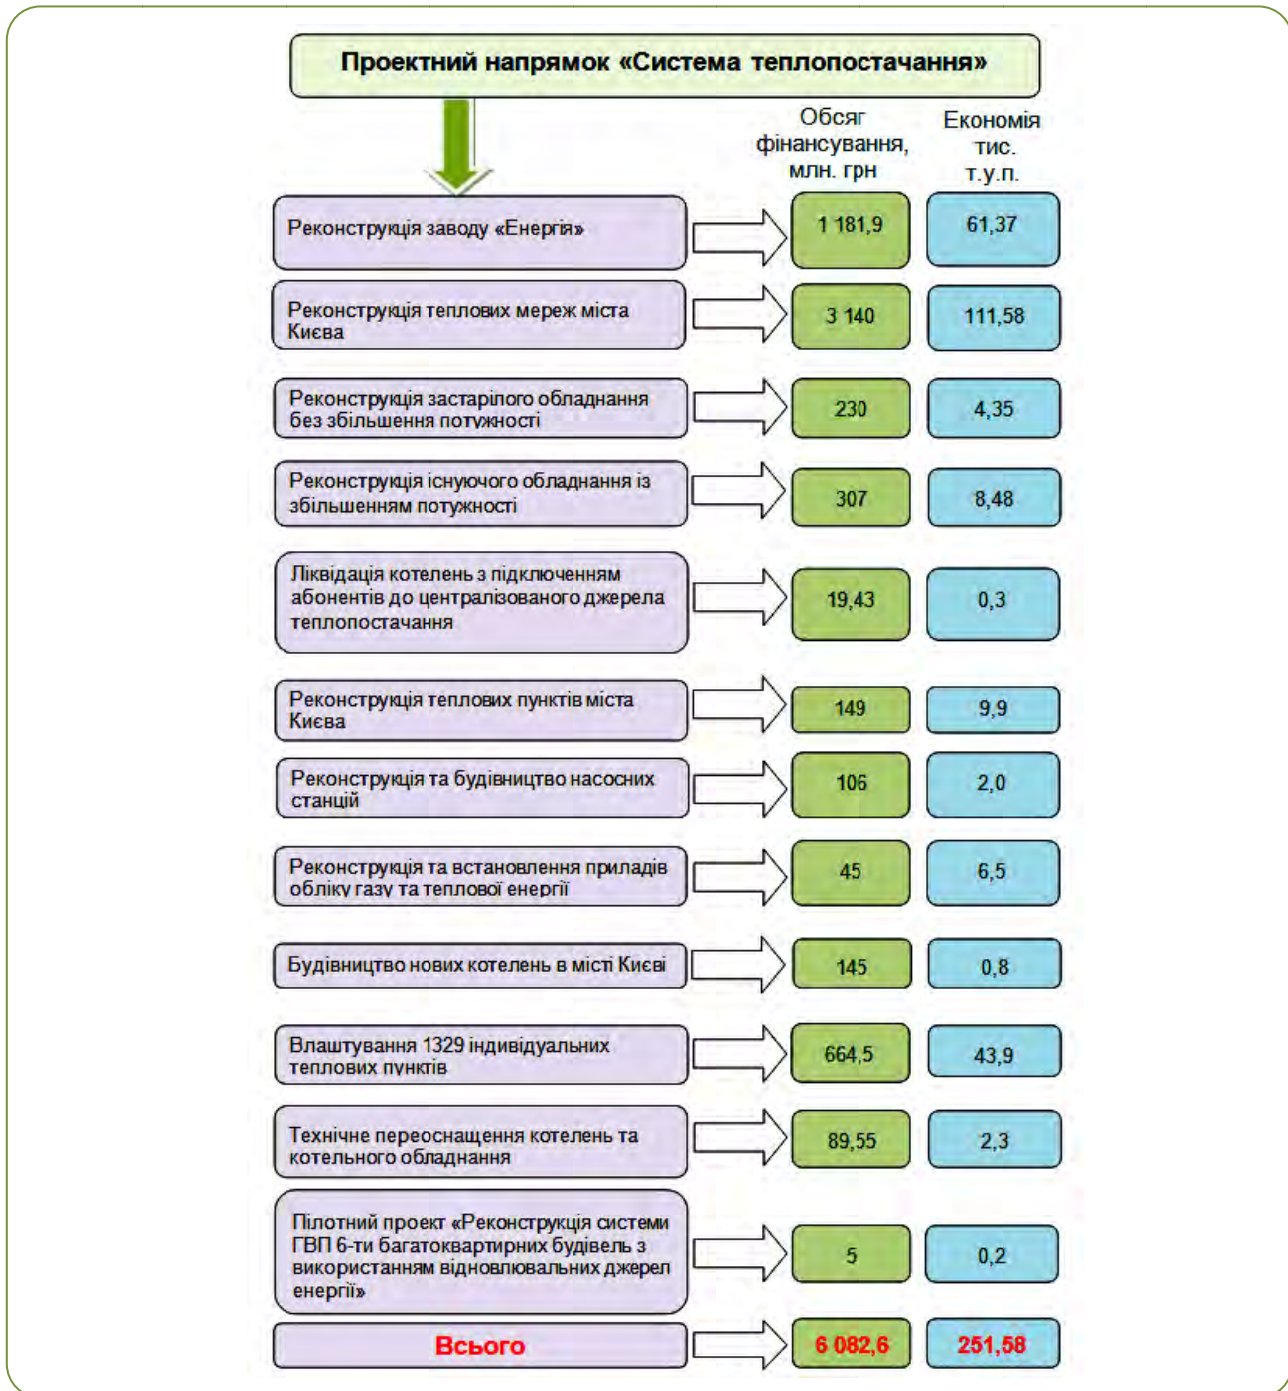 Проектний напрямок «Система теплопостачання»
Обсяг
фінансування,
млн. грн
Економія
тис.
т.у.п.
Реконструкція заводу «Енергія»
1 181,9
61,37
Реконструкція теплових мереж міста
Києва
3 140
111,58
Реконструкція застарілого обладнання
без збільшення потужності
230
4,35
Реконструкція існуючого обладнання із
збільшенням потужності
307
8,48
Ліквідація котелень з підключенням
абонентів до централізованого джерела
теплопостачання
19,43
0,3
Реконструкція теплових пунктів міста
Києва
149
9,9
Реконструкція та будівництво насосних
станцій
106
2,0
Реконструкція та встановлення приладів
обліку газу та теплової енергії
45
6,5
Будівництво нових котелень в місті Києві
145
0,8
Влаштування 1329 індивідуальних
теплових пунктів
664,5
43,9
Технічне переоснащення котелень та
котельного обладнання
89,55
2,3
Пілотний проект «Реконструкція системи
ГВП 6-ти багатоквартирних будівель з
використанням відновлювальних джерел
енергії»
5
0,2
Всього
6 082,6
251,58